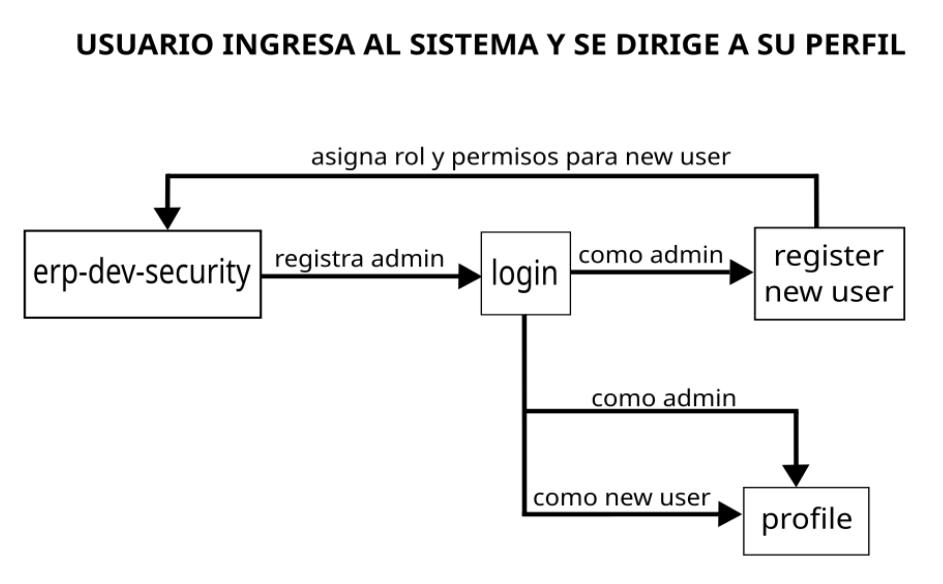 USUARIO INGRESA AL SISTEMA Y SE DIRIGE A SU PERFIL
asigna rol y permisos para new user
erp-dev-security
registra admin
login
como admin
register
new user
como admin
como new user
profile